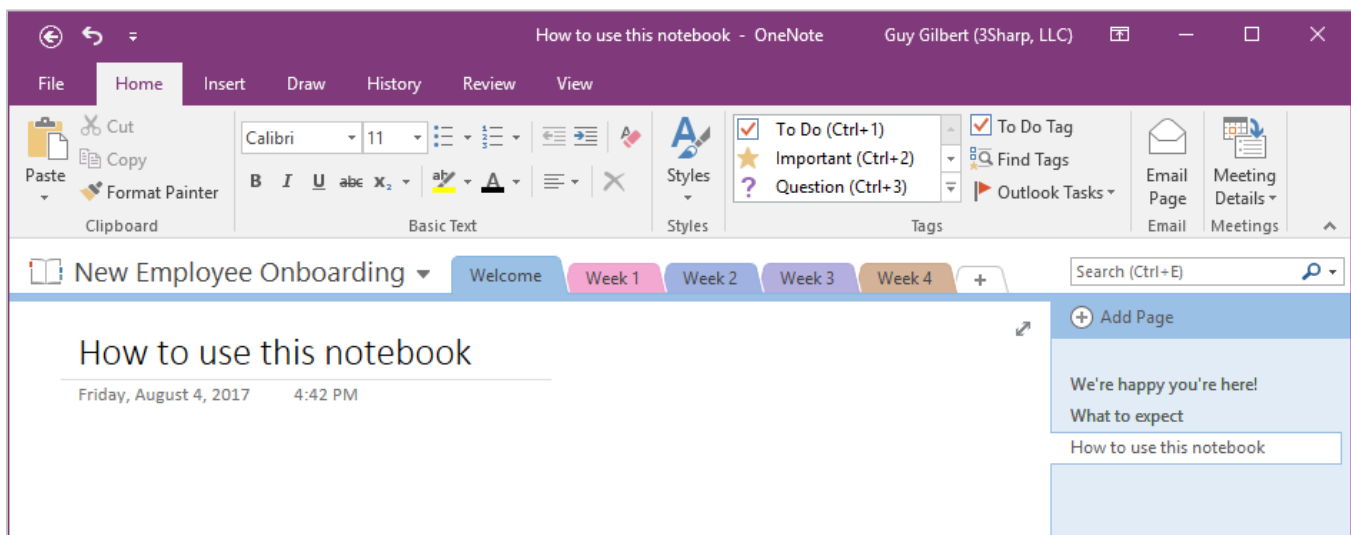 How to use this notebook - OneNote
Guy Gilbert (3Sharp, LLC)
File Home Insert Draw History Review View
Paste
Cut
Copy
Format Painter
Clipboard
Calibri 11
B I U abc X₂ aby A
Basic Text
A
Styles
Styles
To Do (Ctrl+1)
Important (Ctrl+2)
? Question (Ctrl+3)
To Do Tag
Find Tags
Outlook Tasks
Tags
Email
Page
Email
Meeting
Details
Meetings
New Employee Onboarding
Welcome Week 1 Week 2 Week 3 Week 4 +
Search (Ctrl+E)
How to use this notebook
Friday, August 4, 2017 4:42 PM
Add Page
We're happy you're here!
What to expect
How to use this notebook